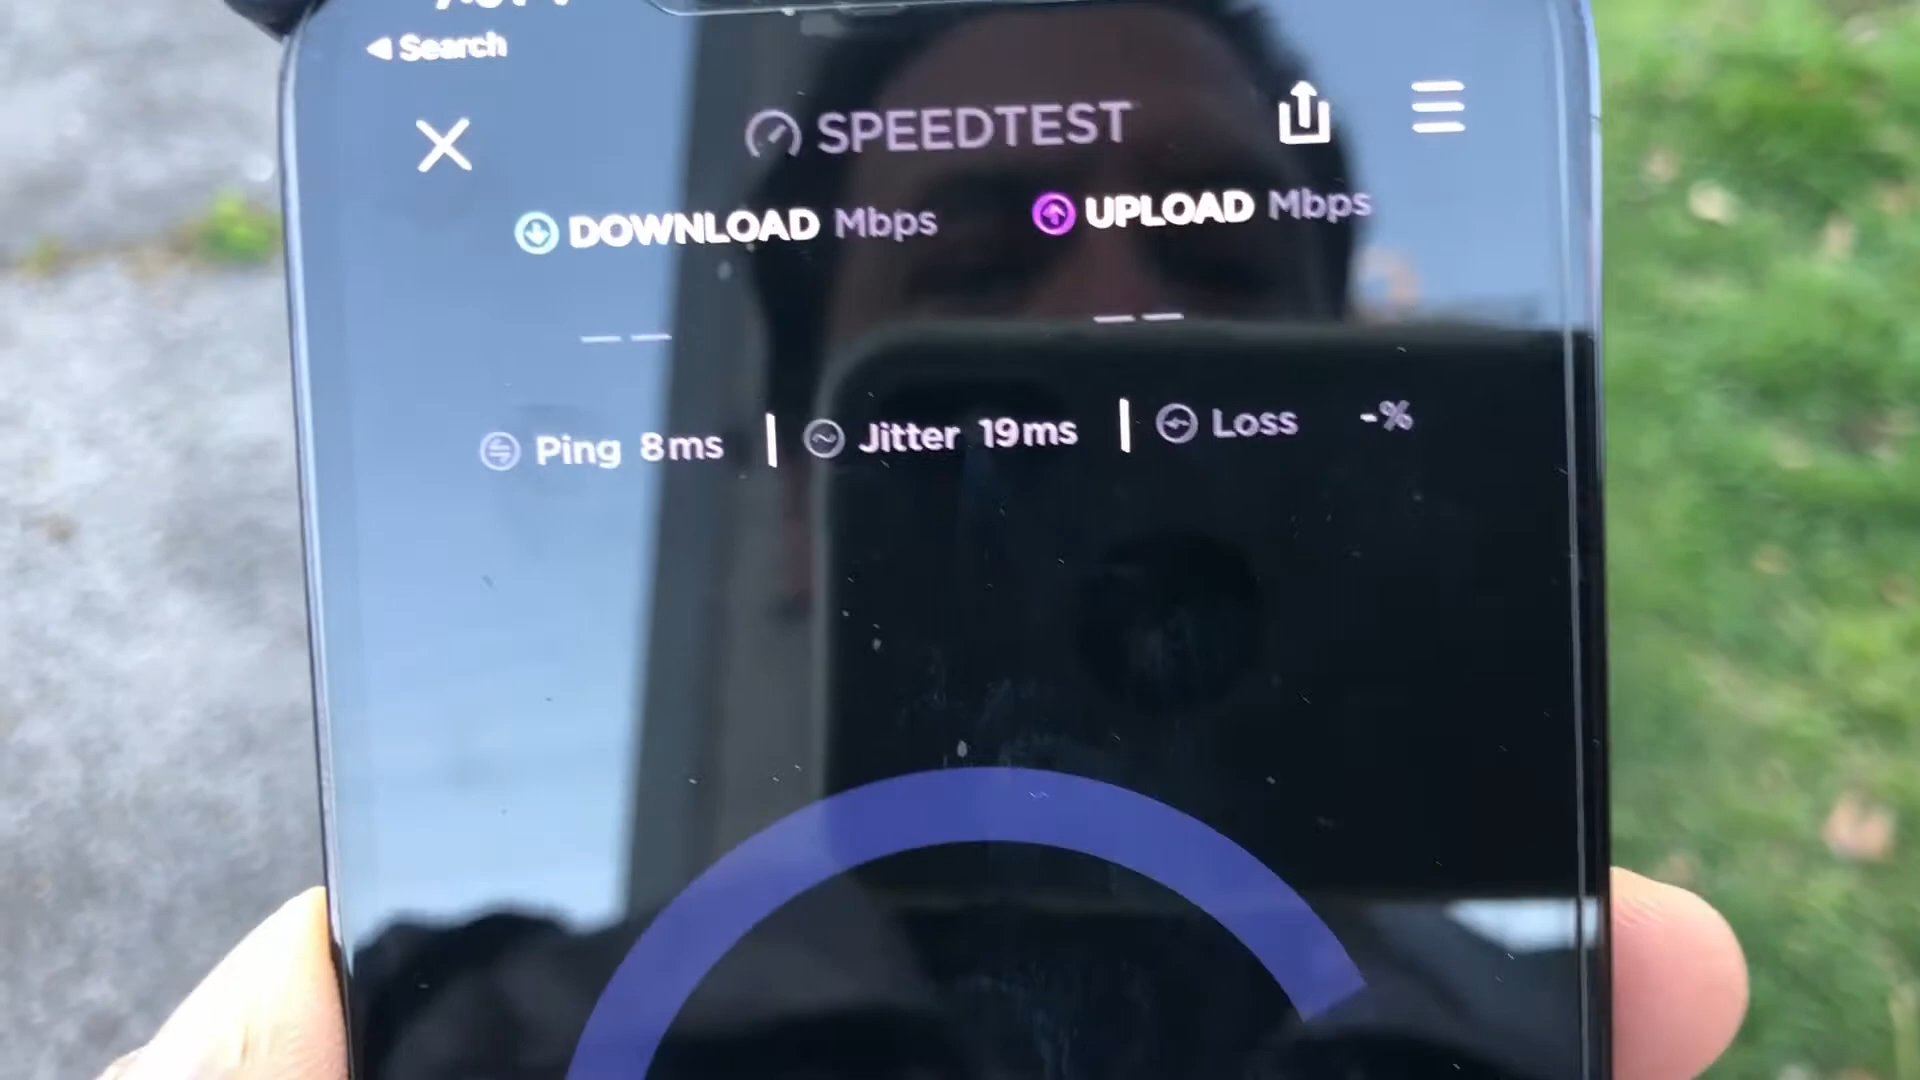 ◀ Search
SPEEDTEST
DOWNLOAD Mbps UPLOAD Mbps
— — — —
Ping 8ms | Jitter 19ms | Loss -%